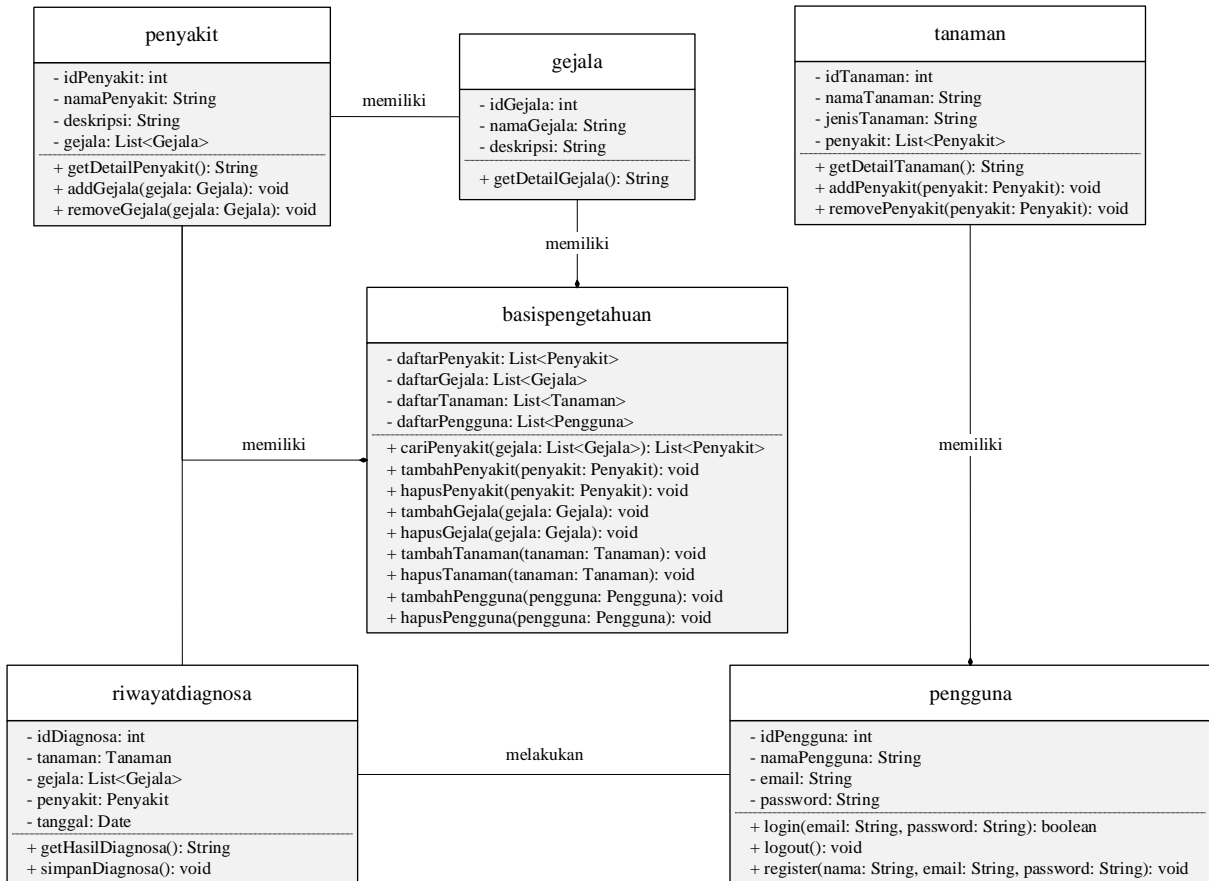 penyakit
- idPenyakit: int
- namaPenyakit: String
- deskripsi: String
- gejala: List<Gejala>
+ getDetailPenyakit(): String
+ addGejala(gejala: Gejala): void
+ removeGejala(gejala: Gejala): void
memiliki
gejala
- idGejala: int
- namaGejala: String
- deskripsi: String
+ getDetailGejala(): String
tanaman
- idTanaman: int
- namaTanaman: String
- jenisTanaman: String
- penyakit: List<Penyakit>
+ getDetailTanaman(): String
+ addPenyakit(penyakit: Penyakit): void
+ removePenyakit(penyakit: Penyakit): void
memiliki
basispengetahuan
- daftarPenyakit: List<Penyakit>
- daftarGejala: List<Gejala>
- daftarTanaman: List<Tanaman>
- daftarPengguna: List<Pengguna>
+ cariPenyakit(gejala: List<Gejala>): List<Penyakit>
+ tambahPenyakit(penyakit: Penyakit): void
+ hapusPenyakit(penyakit: Penyakit): void
+ tambahGejala(gejala: Gejala): void
+ hapusGejala(gejala: Gejala): void
+ tambahTanaman(tanaman: Tanaman): void
+ hapusTanaman(tanaman: Tanaman): void
+ tambahPengguna(pengguna: Pengguna): void
+ hapusPengguna(pengguna: Pengguna): void
memiliki
memiliki
riwayatdiagnosa
- idDiagnosa: int
- tanaman: Tanaman
- gejala: List<Gejala>
- penyakit: Penyakit
- tanggal: Date
+ getHasilDiagnosa(): String
+ simpanDiagnosa(): void
melakukan
pengguna
- idPengguna: int
- namaPengguna: String
- email: String
- password: String
+ login(email: String, password: String): boolean
+ logout(): void
+ register(nama: String, email: String, password: String): void